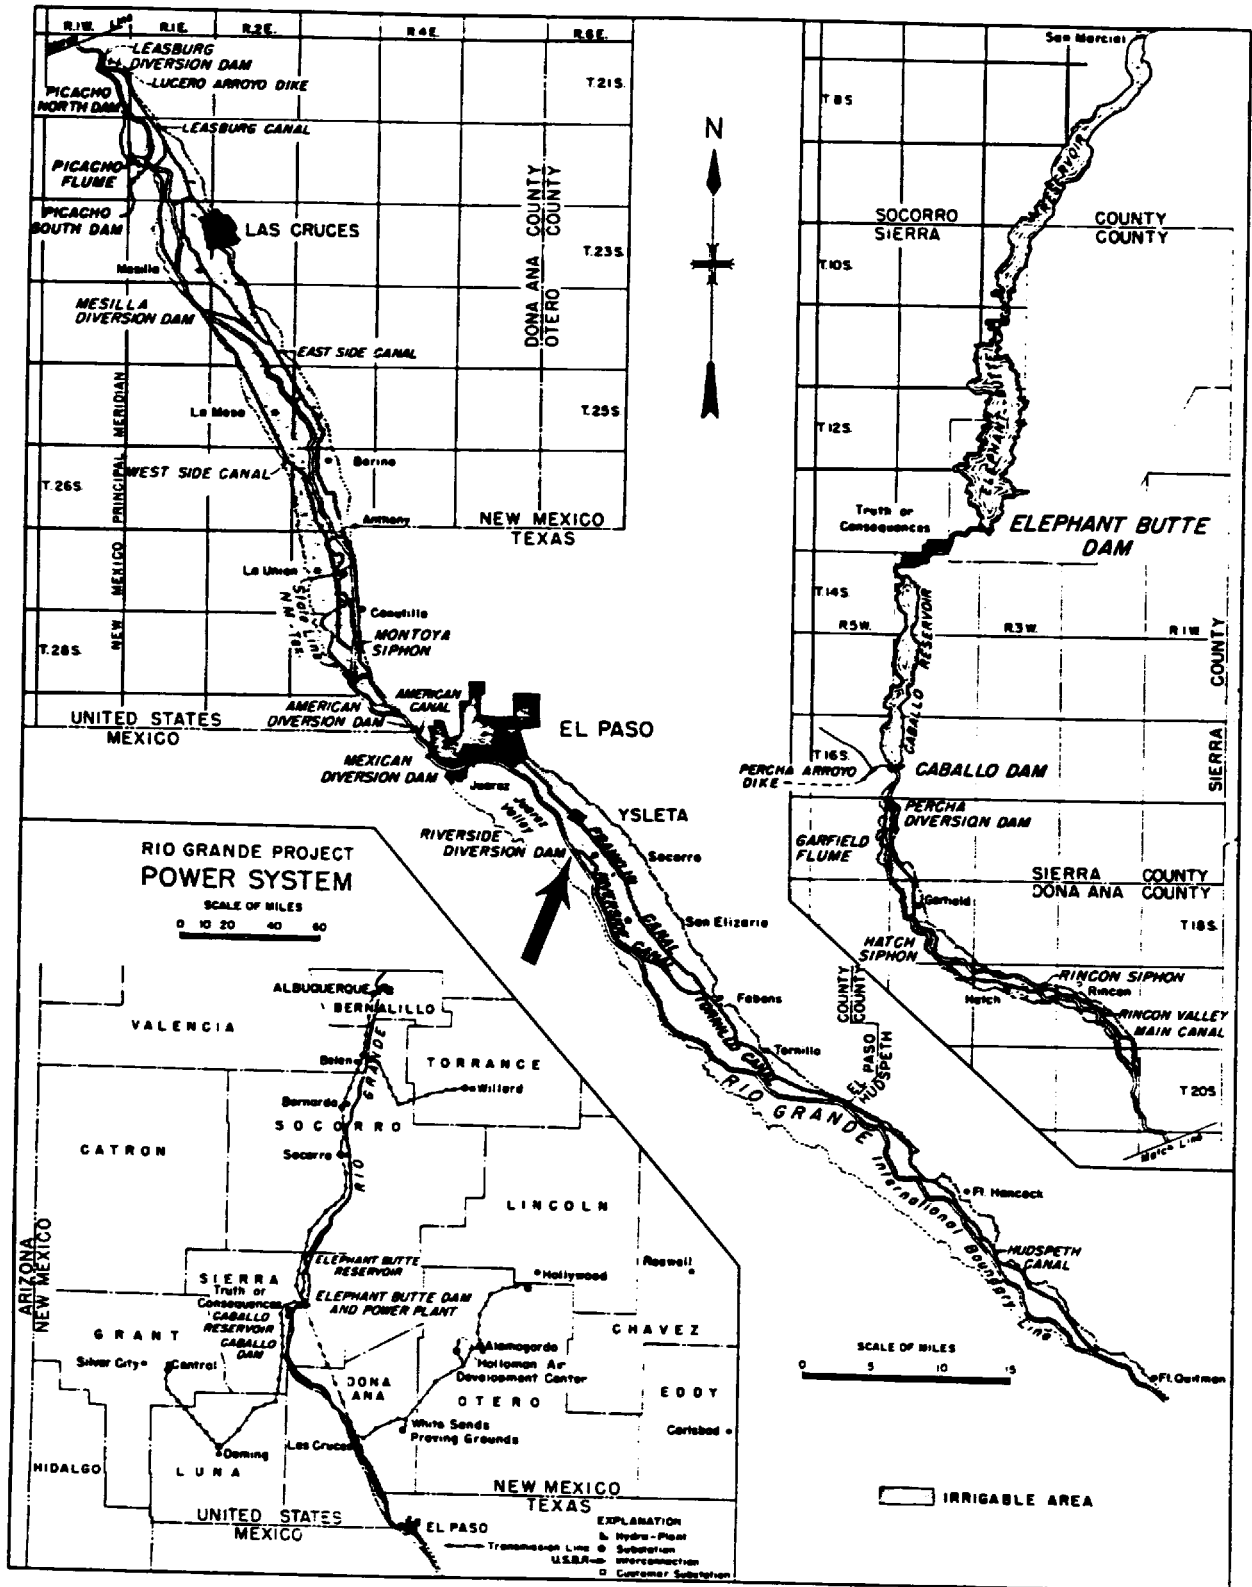 R.1W.
LINE
R.1E.
R.2E.
R.4E.
R.6E.
LEASBURG
DIVERSION DAM
LUCERO ARROYO DIKE
PICACHO
NORTH DAM
LEASBURG CANAL
PICACHO
FLUME
PICACHO
SOUTH DAM
LAS CRUCES
Mesilla
MESILLA
DIVERSION DAM
EAST SIDE CANAL
La Mesa
WEST SIDE CANAL
Berino
Anthony
NEW MEXICO
TEXAS
NEW MEXICO PRINCIPAL MERIDIAN
DONA ANA COUNTY
OTERO COUNTY
T.21S.
T.23S.
T.25S.
T.26S.
T.28S.
La Union
State Line
N.M.-Tex.
Canutillo
MONTOYA
SIPHON
AMERICAN
CANAL
AMERICAN
DIVERSION DAM
UNITED STATES
MEXICO
EL PASO
MEXICAN
DIVERSION DAM
Juarez
Juarez
Valley
YSLETA
RIVERSIDE
DIVERSION DAM
FRANKLIN
CANAL
RIVERSIDE CANAL
Socorro
San Elizario
Fabens
TORNILLO CANAL
Tornillo
EL PASO COUNTY
HUDSPETH COUNTY
RIO GRANDE
International Boundary Line
Ft. Hancock
HUDSPETH
CANAL
Ft. Quitman
N
San Marcial
T 8S
RESERVOIR
SOCORRO COUNTY
SIERRA COUNTY
T.10S.
ELEPHANT BUTTE
T.12S.
Truth or
Consequences
ELEPHANT BUTTE
DAM
T.14S.
R5W.
R.3W.
R I W.
CABALLO RESERVOIR
SIERRA COUNTY
T.16S.
PERCHA ARROYO
DIKE
CABALLO DAM
PERCHA
DIVERSION DAM
GARFIELD
FLUME
SIERRA COUNTY
DONA ANA COUNTY
Garfield
T.18S.
HATCH
SIPHON
RINCON SIPHON
Hatch
Rincon
RINCON VALLEY
MAIN CANAL
T 20S.
Match Line
SCALE OF MILES
0 5 10 15
IRRIGABLE AREA
RIO GRANDE PROJECT
POWER SYSTEM
SCALE OF MILES
0 10 20 40 60
ALBUQUERQUE
BERNALILLO
VALENCIA
Belen
TORRANCE
Willard
Bernardo
SOCORRO
Socorro
RIO GRANDE
CATRON
LINCOLN
ARIZONA
NEW MEXICO
SIERRA
Truth or
Consequences
ELEPHANT BUTTE
RESERVOIR
ELEPHANT BUTTE DAM
AND POWER PLANT
CABALLO
RESERVOIR
CABALLO
DAM
Hollywood
Roswell
GRANT
CHAVEZ
Silver City
Central
Alamogordo
Holloman Air
Development Center
DONA
ANA
OTERO
EDDY
White Sands
Proving Grounds
Carlsbad
Las Cruces
Deming
HIDALGO
LUNA
NEW MEXICO
TEXAS
UNITED STATES
MEXICO
EL PASO
EXPLANATION
Hydro-Plant
Transmission Line
Substation
U.S.B.R. Interconnection
Customer Substation